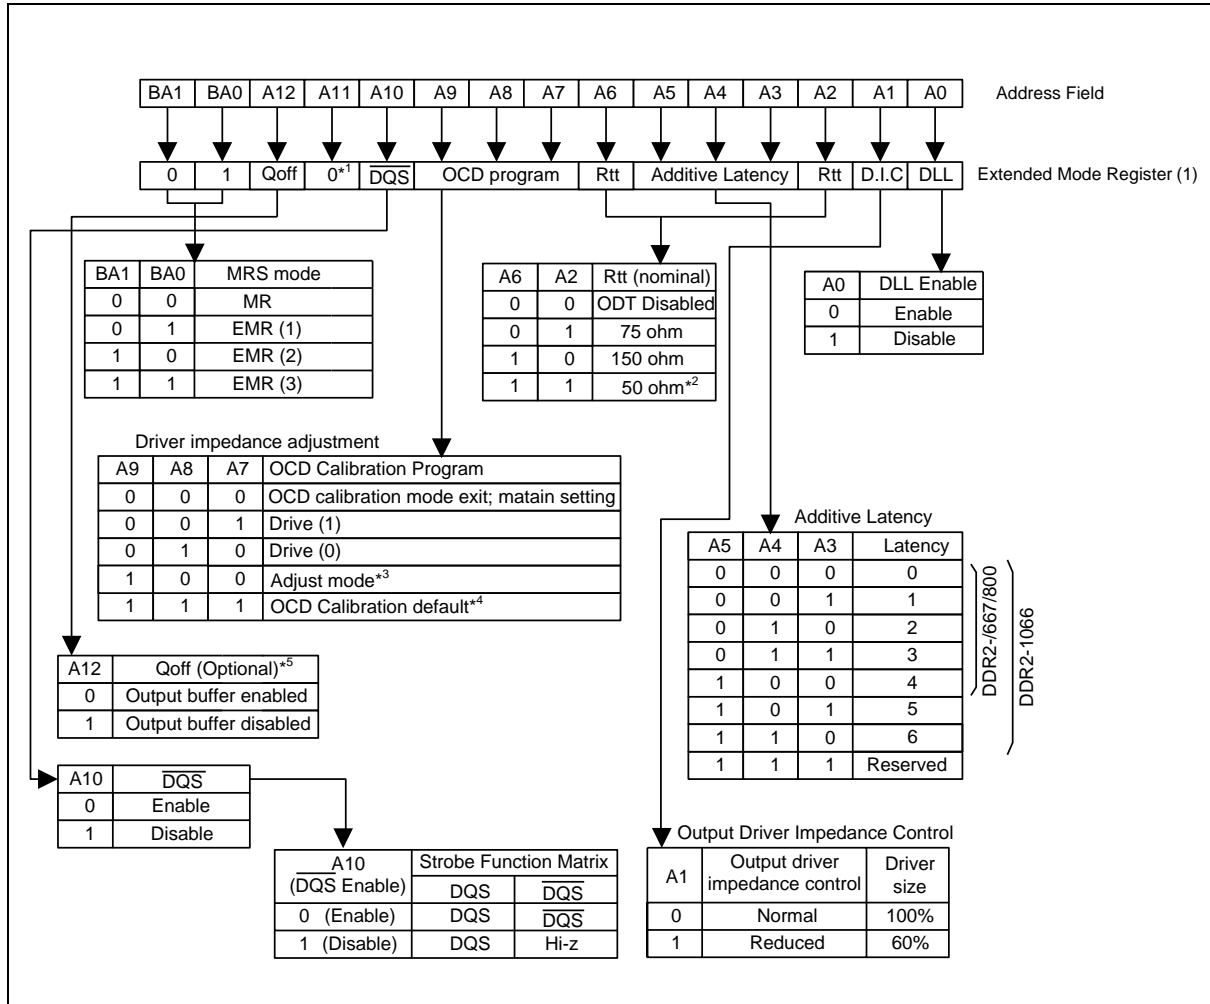 BA1 BA0 A12 A11 A10 A9 A8 A7 A6 A5 A4 A3 A2 A1 A0 Address Field
0 1 Qoff 0*1 DQS OCD program Rtt Additive Latency Rtt D.I.C DLL Extended Mode Register (1)
BA1 BA0 MRS mode
0 0 MR
0 1 EMR (1)
1 0 EMR (2)
1 1 EMR (3)
A6 A2 Rtt (nominal)
0 0 ODT Disabled
0 1 75 ohm
1 0 150 ohm
1 1 50 ohm*2
A0 DLL Enable
0 Enable
1 Disable
Driver impedance adjustment
A9 A8 A7 OCD Calibration Program
0 0 0 OCD calibration mode exit; matain setting
0 0 1 Drive (1)
0 1 0 Drive (0)
1 0 0 Adjust mode*3
1 1 1 OCD Calibration default*4
Additive Latency
A5 A4 A3 Latency
0 0 0 0
0 0 1 1
0 1 0 2
0 1 1 3
1 0 0 4
1 0 1 5
1 1 0 6
1 1 1 Reserved
DDR2-/667/800
DDR2-1066
A12 Qoff (Optional)*5
0 Output buffer enabled
1 Output buffer disabled
A10 DQS
0 Enable
1 Disable
A10 (DQS Enable) Strobe Function Matrix
DQS DQS
0 (Enable) DQS DQS
1 (Disable) DQS Hi-z
Output Driver Impedance Control
A1 Output driver impedance control Driver size
0 Normal 100%
1 Reduced 60%